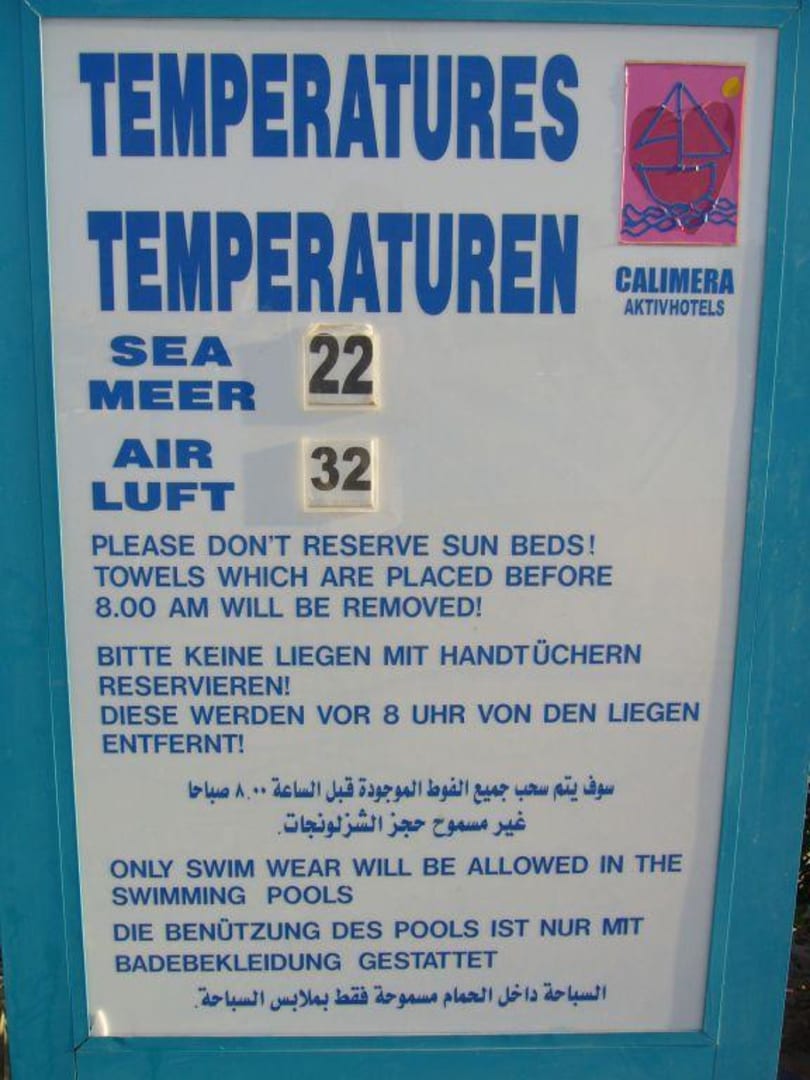 TEMPERATURES
TEMPERATUREN
CALIMERA
AKTIVHOTELS
SEA 22
MEER
AIR 32
LUFT
PLEASE DON'T RESERVE SUN BEDS!
TOWELS WHICH ARE PLACED BEFORE
8.00 AM WILL BE REMOVED!
BITTE KEINE LIEGEN MIT HANDTÜCHERN
RESERVIEREN!
DIESE WERDEN VOR 8 UHR VON DEN LIEGEN
ENTFERNT!
سوف يتم سحب جميع الفوط الموجودة قبل الساعة ٨.٠٠ صباحا
غير مسموح حجز الشزلونجات.
ONLY SWIM WEAR WILL BE ALLOWED IN THE
SWIMMING POOLS
DIE BENÜTZUNG DES POOLS IST NUR MIT
BADEBEKLEIDUNG GESTATTET
السباحة داخل الحمام مسموحة فقط بملابس السباحة.